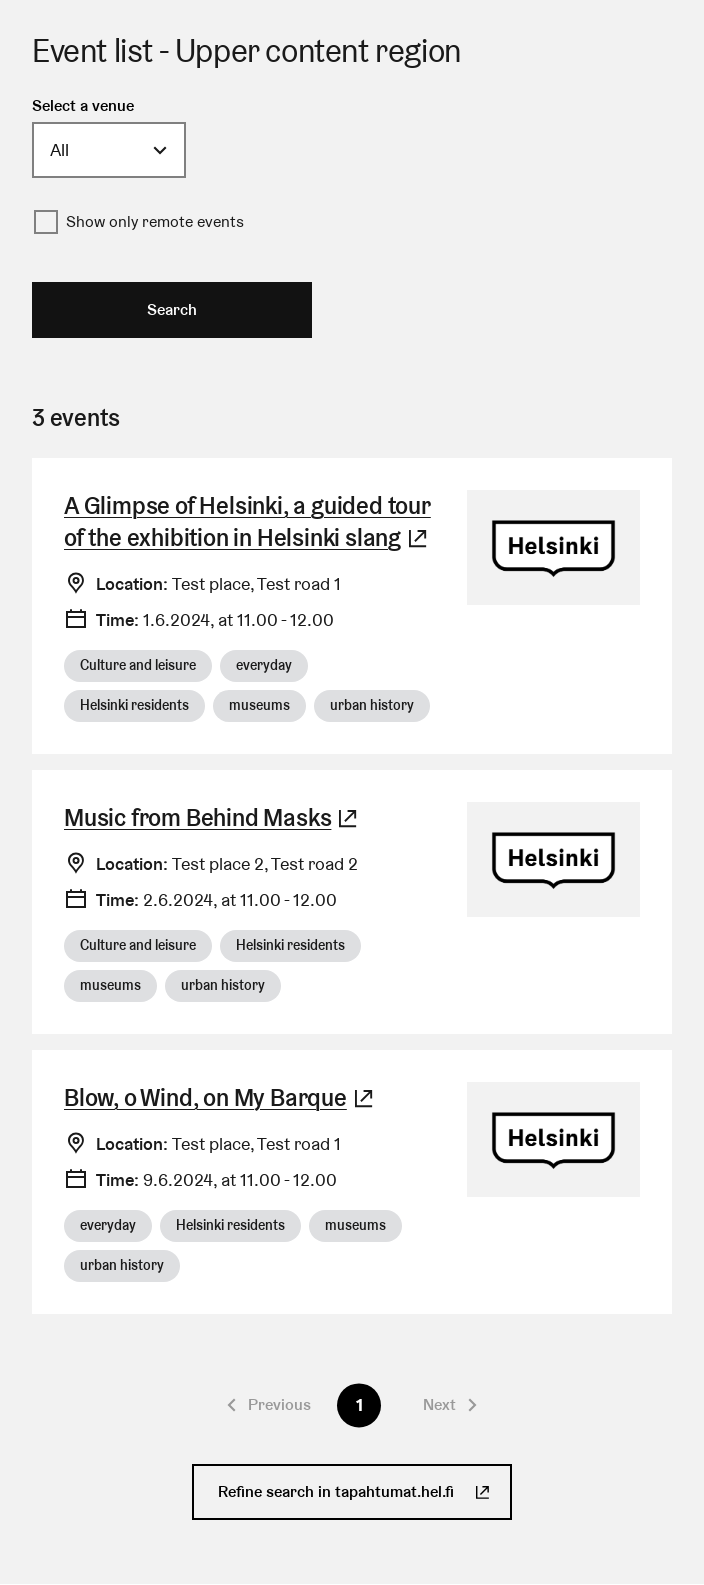 Event list - Upper content region
Select a venue
All
Show only remote events
Search
3 events
A Glimpse of Helsinki, a guided tour
of the exhibition in Helsinki slang
Helsinki
Location: Test place, Test road 1
Time: 1.6.2024, at 11.00 - 12.00
Culture and leisure everyday
Helsinki residents museums urban history
Music from Behind Masks
Helsinki
Location: Test place 2, Test road 2
Time: 2.6.2024, at 11.00 - 12.00
Culture and leisure Helsinki residents
museums urban history
Blow, o Wind, on My Barque
Helsinki
Location: Test place, Test road 1
Time: 9.6.2024, at 11.00 - 12.00
everyday Helsinki residents museums
urban history
Previous 1 Next
Refine search in tapahtumat.hel.fi